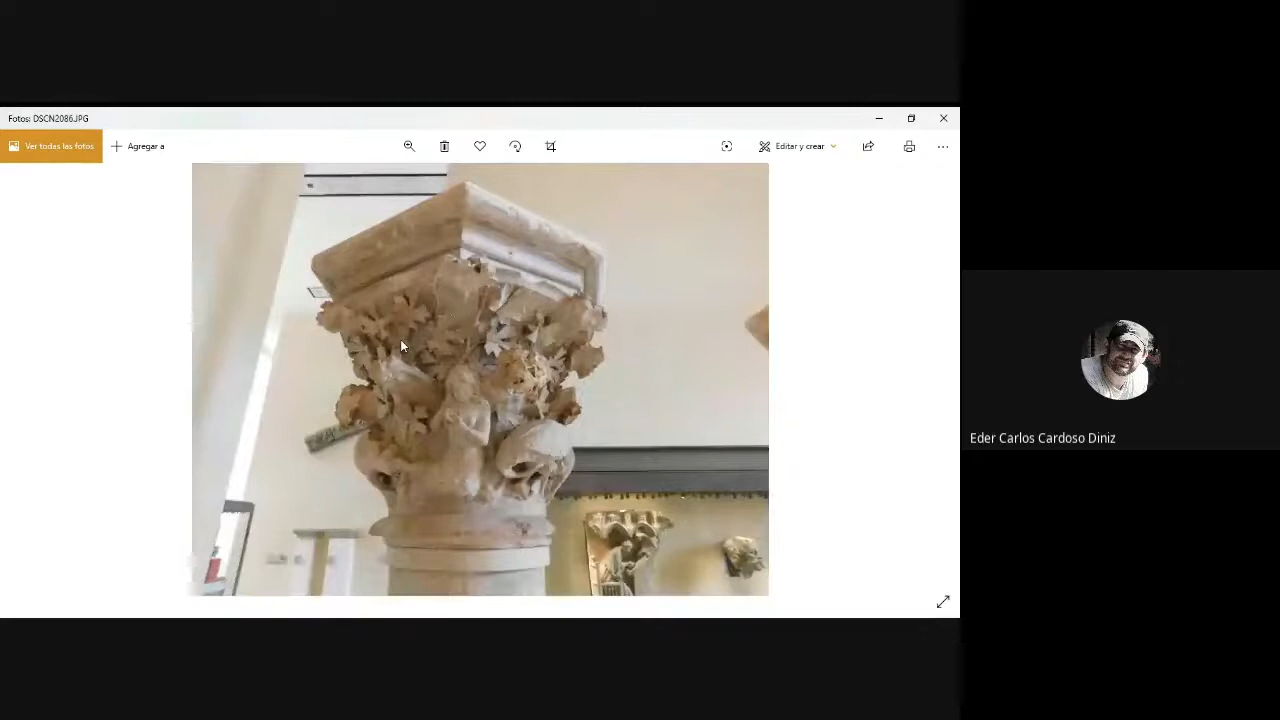 Fotos: DSCN2086.JPG
Ver todas las fotos
Agregar a
Editar y crear
Eder Carlos Cardoso Diniz